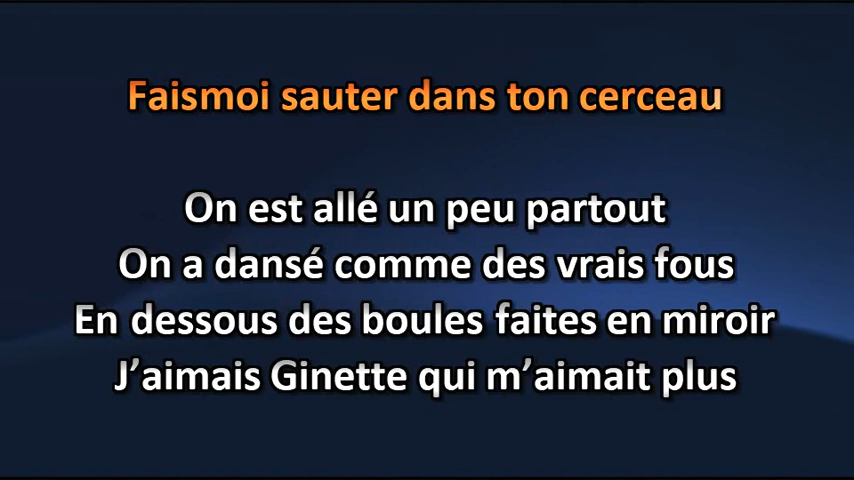 Faismoi sauter dans ton cerceau
On est allé un peu partout
On a dansé comme des vrais fous
En dessous des boules faites en miroir
J’aimais Ginette qui m’aimait plus